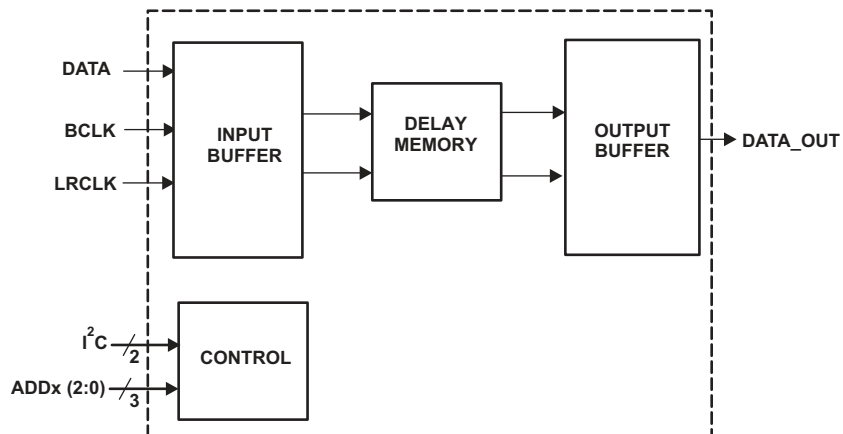 DATA
BCLK
LRCLK
INPUT
BUFFER
DELAY
MEMORY
OUTPUT
BUFFER
DATA_OUT
I²C
2
ADDx (2:0)
3
CONTROL